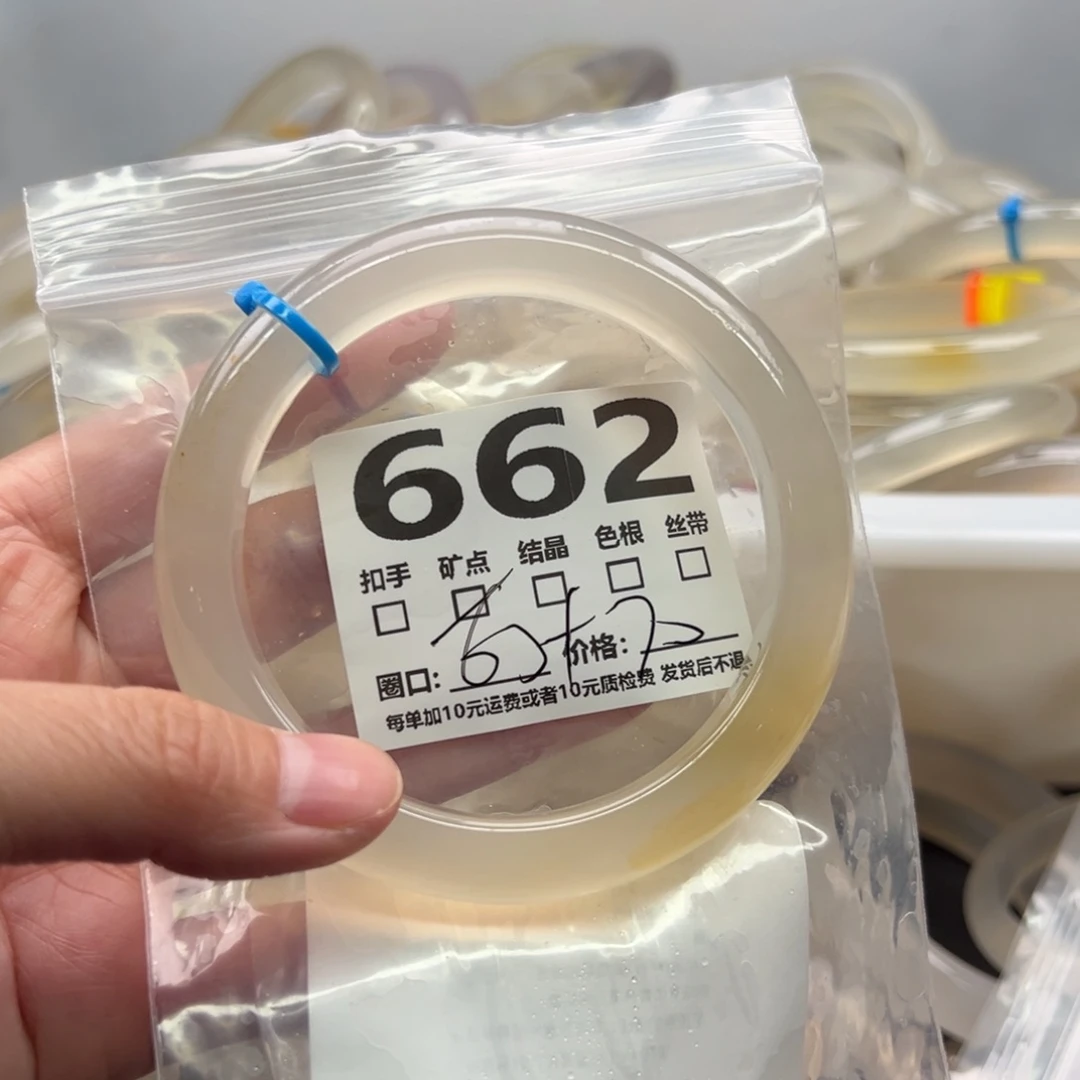 662
扣手 矿点 结晶 色根 丝带
圈口: 价格:
每单加10元运费或者10元质检费 发货后不退